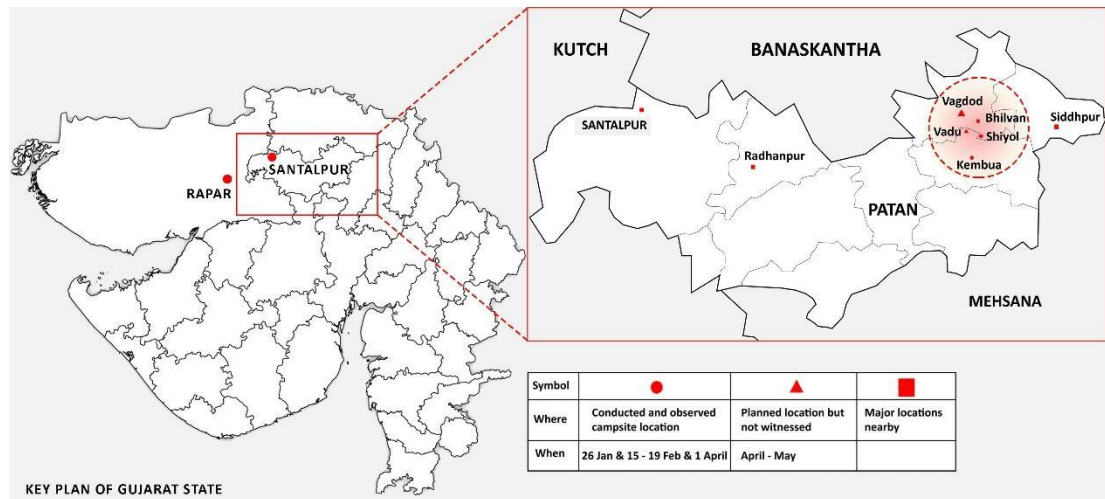 KUTCH
BANASKANTHA
Vagdod
Bhilvan
SANTALPUR
Siddhpur
Vadu
Shiyol
Radhanpur
Kembua
SANTALPUR
RAPAR
PATAN
MEHSANA
Symbol
Where
Conducted and observed
campsite location
Planned location but
not witnessed
Major locations
nearby
When
26 Jan & 15 - 19 Feb & 1 April
April - May
KEY PLAN OF GUJARAT STATE